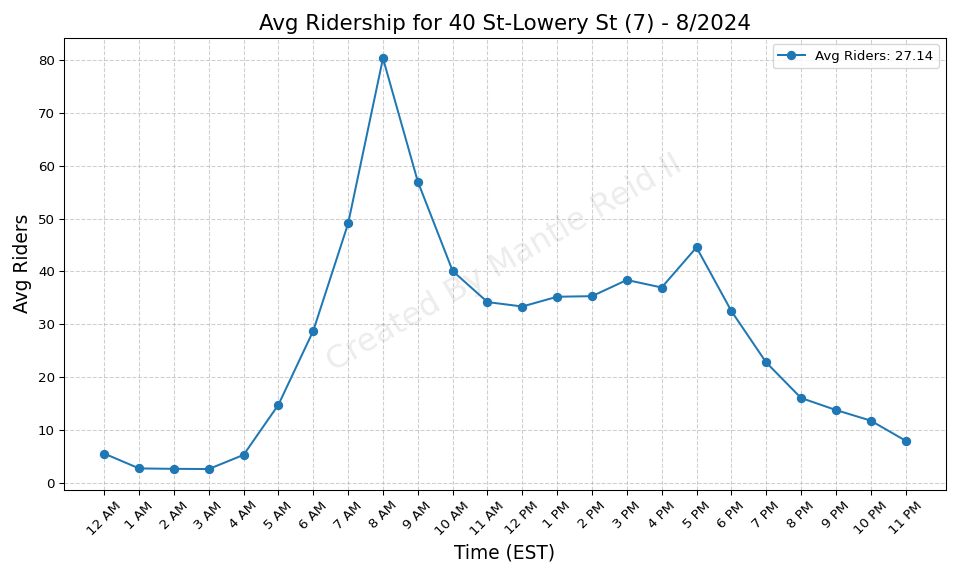 Avg Ridership for 40 St-Lowery St (7) - 8/2024
Avg Riders: 27.14
80
70
60
50
40
30
20
10
0
Avg Riders
Created By Mantle Reid II
12 AM
1 AM
2 AM
3 AM
4 AM
5 AM
6 AM
7 AM
8 AM
9 AM
10 AM
11 AM
12 PM
1 PM
2 PM
3 PM
4 PM
5 PM
6 PM
7 PM
8 PM
9 PM
10 PM
11 PM
Time (EST)